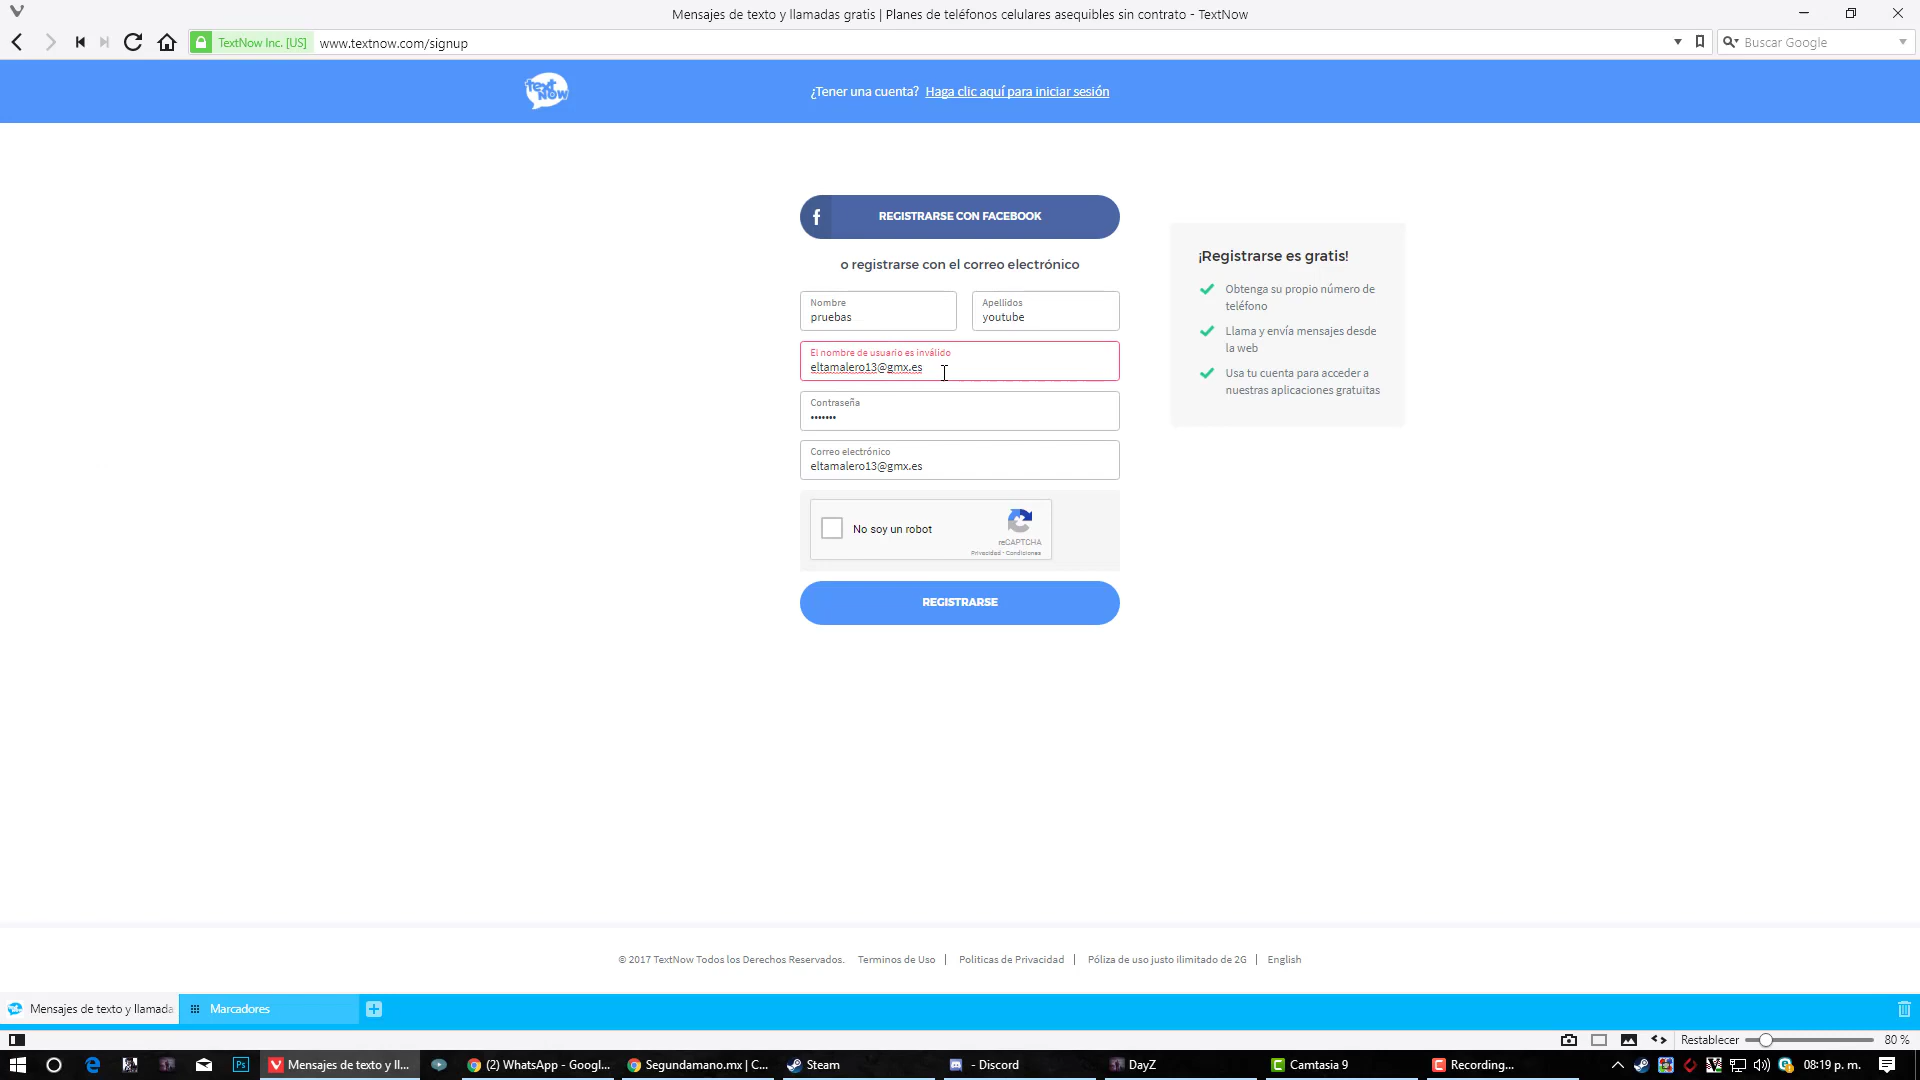 Mensajes de texto y llamadas gratis | Planes de teléfonos celulares asequibles sin contrato - TextNow
TextNow Inc. [US]
www.textnow.com/signup
Buscar Google
text NOW
¿Tener una cuenta? Haga clic aquí para iniciar sesión
f
REGISTRARSE CON FACEBOOK
o registrarse con el correo electrónico
Nombre
pruebas
Apellidos
youtube
El nombre de usuario es inválido
eltamalero13@gmx.es
Contraseña
•••••••
Correo electrónico
eltamalero13@gmx.es
No soy un robot
reCAPTCHA
Privacidad - Condiciones
REGISTRARSE
¡Registrarse es gratis!
Obtenga su propio número de
teléfono
Llama y envía mensajes desde
la web
Usa tu cuenta para acceder a
nuestras aplicaciones gratuitas
© 2017 TextNow Todos los Derechos Reservados. Terminos de Uso | Politicas de Privacidad | Póliza de uso justo ilimitado de 2G | English
Mensajes de texto y llamada
Marcadores
Restablecer
80 %
Ps
Mensajes de texto y ll...
(2) WhatsApp - Googl...
Segundamano.mx | C...
Steam
- Discord
DayZ
Camtasia 9
Recording...
08:19 p. m.